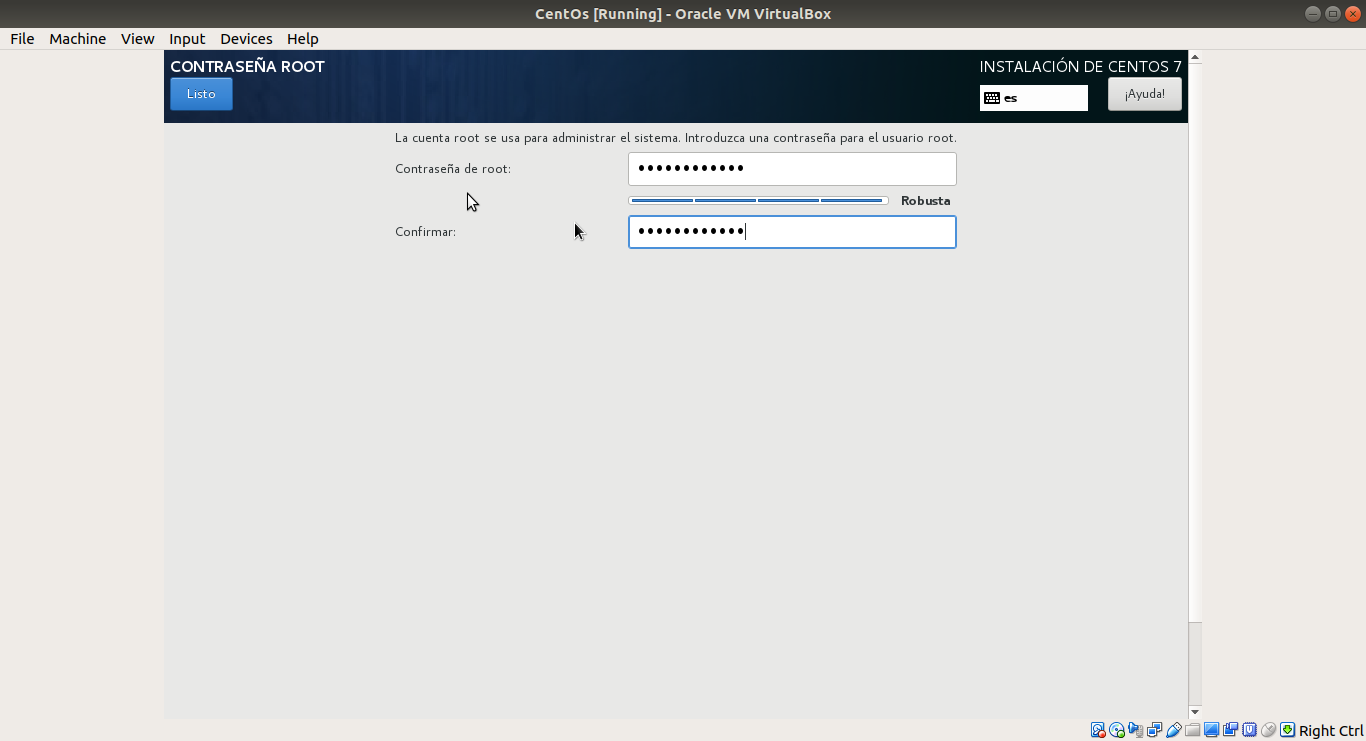 CentOs [Running] - Oracle VM VirtualBox
File Machine View Input Devices Help
CONTRASEÑA ROOT
INSTALACIÓN DE CENTOS 7
Listo
es
¡Ayuda!
La cuenta root se usa para administrar el sistema. Introduzca una contraseña para el usuario root.
Contraseña de root: ●●●●●●●●●●●●
Robusta
Confirmar: ●●●●●●●●●●●●
Right Ctrl